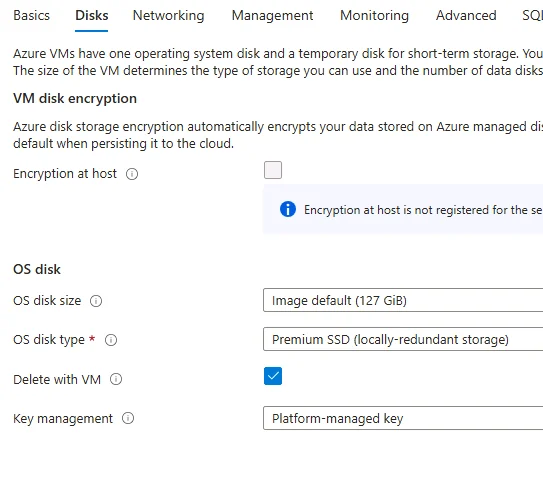 Basics Disks Networking Management Monitoring Advanced SQ
Azure VMs have one operating system disk and a temporary disk for short-term storage. You
The size of the VM determines the type of storage you can use and the number of data disks
VM disk encryption
Azure disk storage encryption automatically encrypts your data stored on Azure managed di
default when persisting it to the cloud.
Encryption at host
Encryption at host is not registered for the se
OS disk
OS disk size Image default (127 GiB)
OS disk type * Premium SSD (locally-redundant storage)
Delete with VM
Key management Platform-managed key